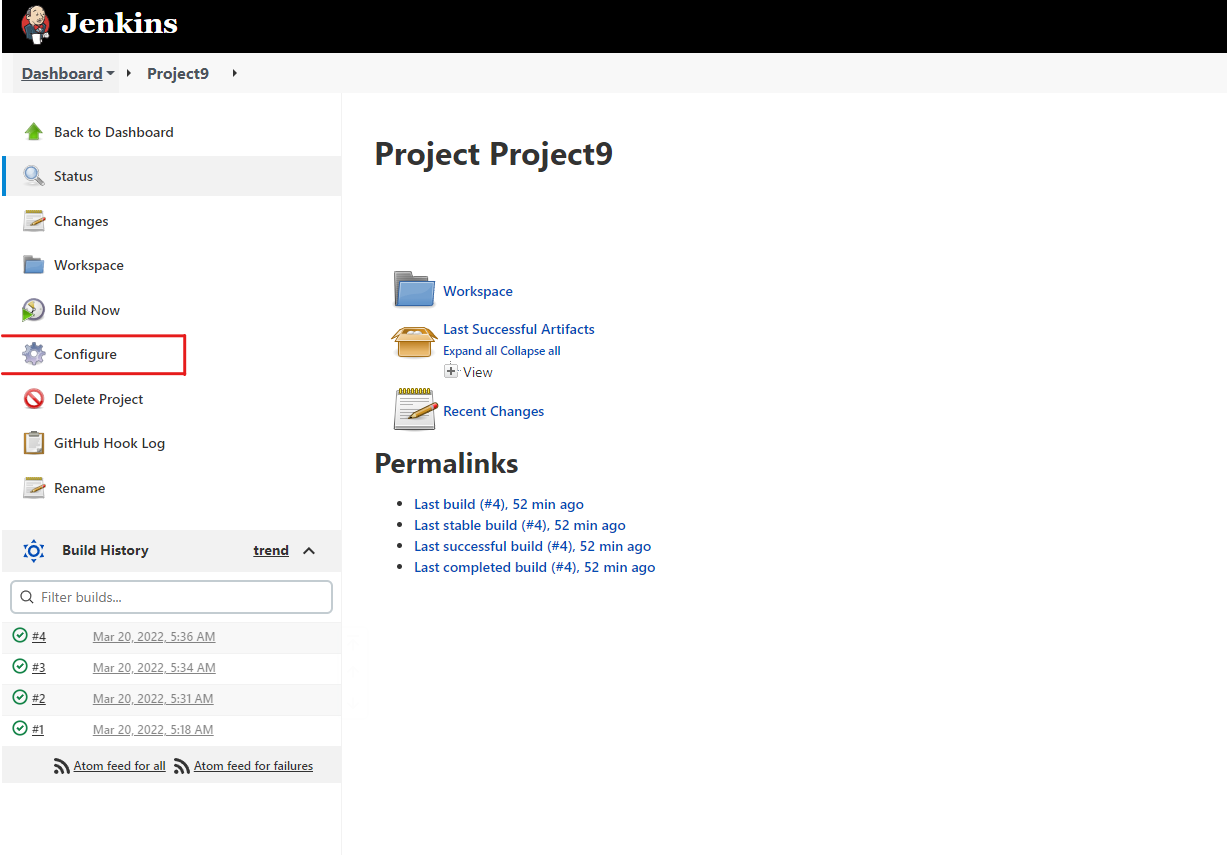 Jenkins
Dashboard Project9
Back to Dashboard
Status
Changes
Workspace
Build Now
Configure
Delete Project
GitHub Hook Log
Rename
Build History trend
Filter builds...
#4 Mar 20, 2022, 5:36 AM
#3 Mar 20, 2022, 5:34 AM
#2 Mar 20, 2022, 5:31 AM
#1 Mar 20, 2022, 5:18 AM
Atom feed for all Atom feed for failures
Project Project9
Workspace
Last Successful Artifacts
Expand all Collapse all
View
Recent Changes
Permalinks
Last build (#4), 52 min ago
Last stable build (#4), 52 min ago
Last successful build (#4), 52 min ago
Last completed build (#4), 52 min ago